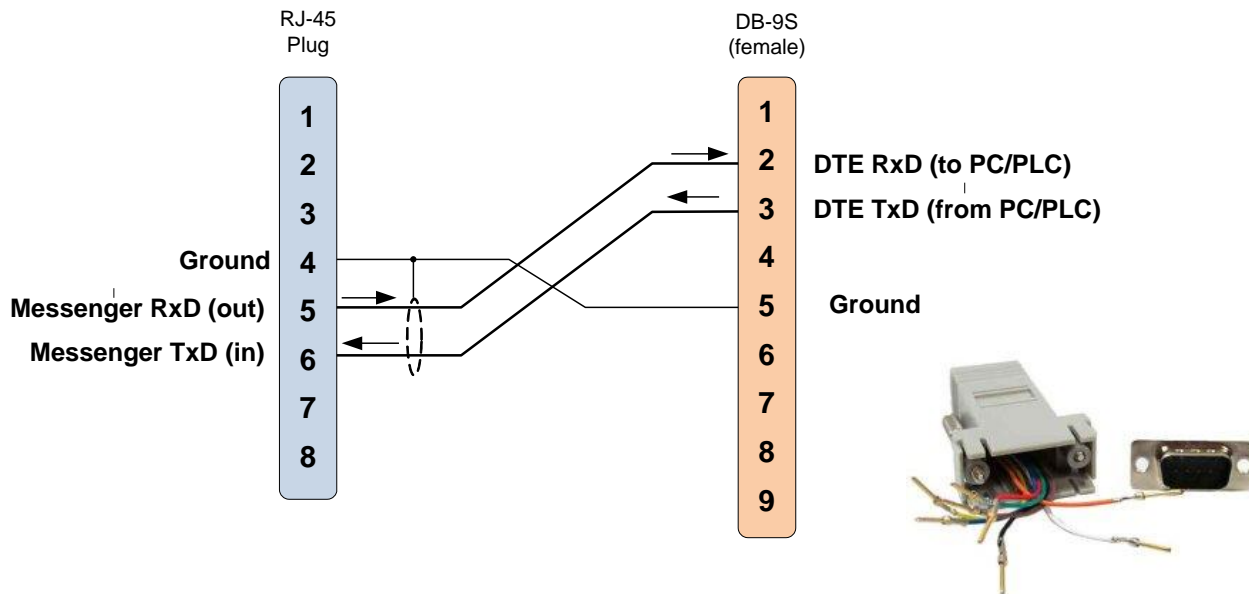 RJ-45
Plug
DB-9S
(female)
1
2
3
4
5
6
7
8
Ground
Messenger RxD (out)
Messenger TxD (in)
1
2
3
4
5
6
7
8
9
DTE RxD (to PC/PLC)
DTE TxD (from PC/PLC)
Ground